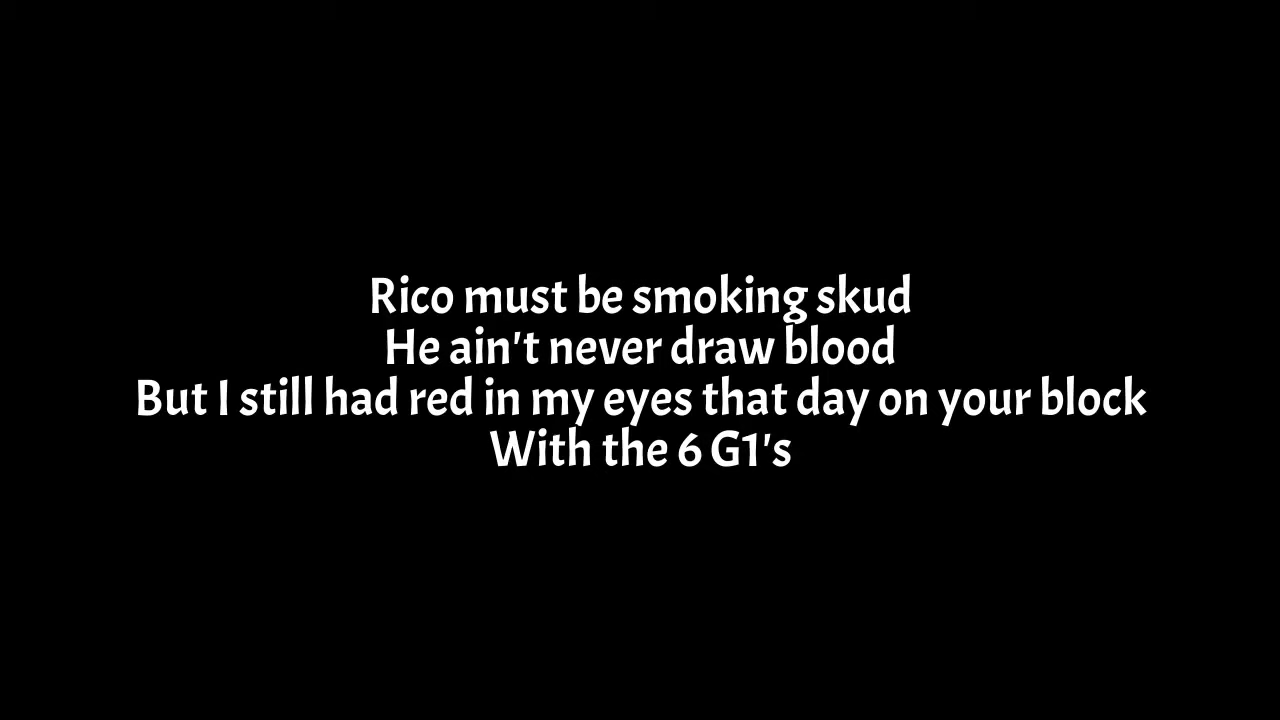 Rico must be smoking skud
He ain't never draw blood
But I still had red in my eyes that day on your block
With the 6 G1's